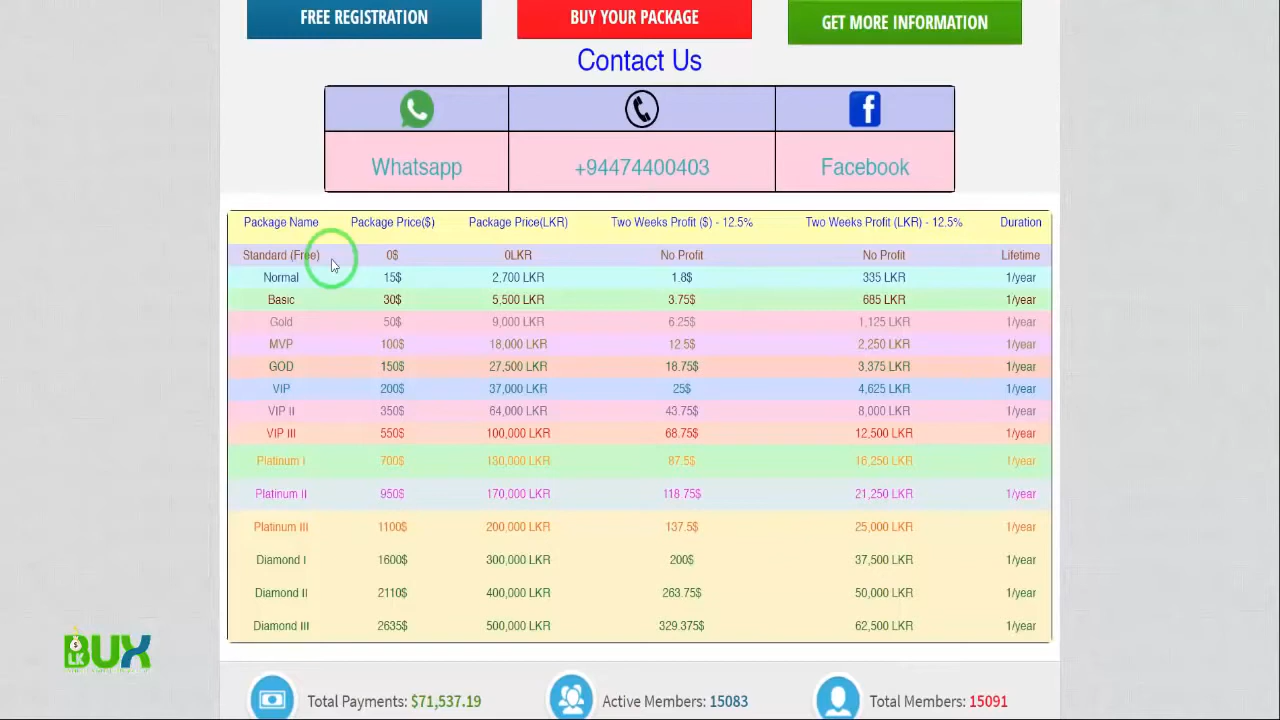 FREE REGISTRATION BUY YOUR PACKAGE GET MORE INFORMATION
Contact Us
Whatsapp +94474400403 Facebook
Package Name Package Price($) Package Price(LKR) Two Weeks Profit ($) - 12.5% Two Weeks Profit (LKR) - 12.5% Duration
Standard (Free) 0$ 0LKR No Profit No Profit Lifetime
Normal 15$ 2,700 LKR 1.8$ 335 LKR 1/year
Basic 30$ 5,500 LKR 3.75$ 685 LKR 1/year
Gold 50$ 9,000 LKR 6.25$ 1,125 LKR 1/year
MVP 100$ 18,000 LKR 12.5$ 2,250 LKR 1/year
GOD 150$ 27,500 LKR 18.75$ 3,375 LKR 1/year
VIP 200$ 37,000 LKR 25$ 4,625 LKR 1/year
VIP II 350$ 64,000 LKR 43.75$ 8,000 LKR 1/year
VIP III 550$ 100,000 LKR 68.75$ 12,500 LKR 1/year
Platinum I 700$ 130,000 LKR 87.5$ 16,250 LKR 1/year
Platinum II 950$ 170,000 LKR 118.75$ 21,250 LKR 1/year
Platinum III 1100$ 200,000 LKR 137.5$ 25,000 LKR 1/year
Diamond I 1600$ 300,000 LKR 200$ 37,500 LKR 1/year
Diamond II 2110$ 400,000 LKR 263.75$ 50,000 LKR 1/year
Diamond III 2635$ 500,000 LKR 329.375$ 62,500 LKR 1/year
LK BUX
Total Payments: $71,537.19 Active Members: 15083 Total Members: 15091